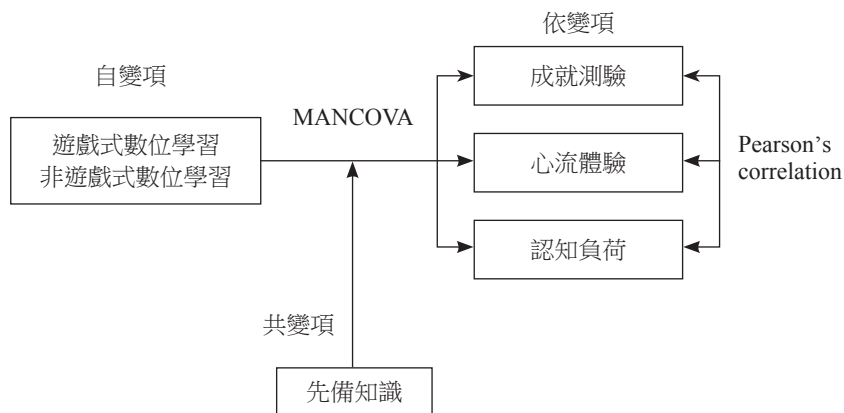 自變項
遊戲式數位學習
非遊戲式數位學習
MANCOVA
依變項
成就測驗
心流體驗
認知負荷
Pearson’s
correlation
共變項
先備知識